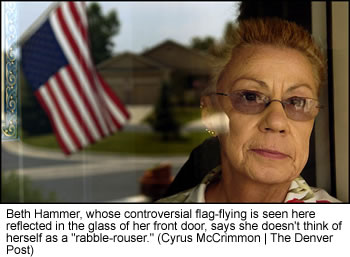 Beth Hammer, whose controversial flag-flying is seen here
reflected in the glass of her front door, says she doesn't think of
herself as a "rabble-rouser." (Cyrus McCrimmon | The Denver
Post)